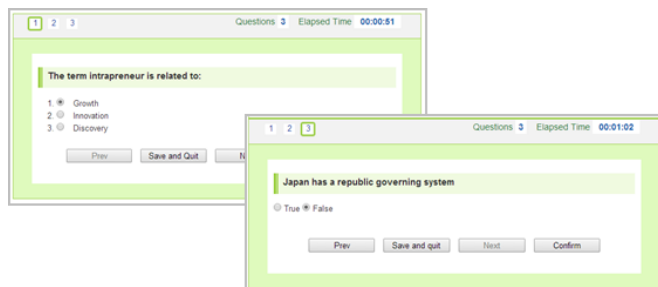 1 2 3 Questions 3 Elapsed Time 00:00:51
The term intrapreneur is related to:
1. Growth
2. Innovation
3. Discovery
Prev Save and Quit N
1 2 3 Questions 3 Elapsed Time 00:01:02
Japan has a republic governing system
True False
Prev Save and quit Next Confirm